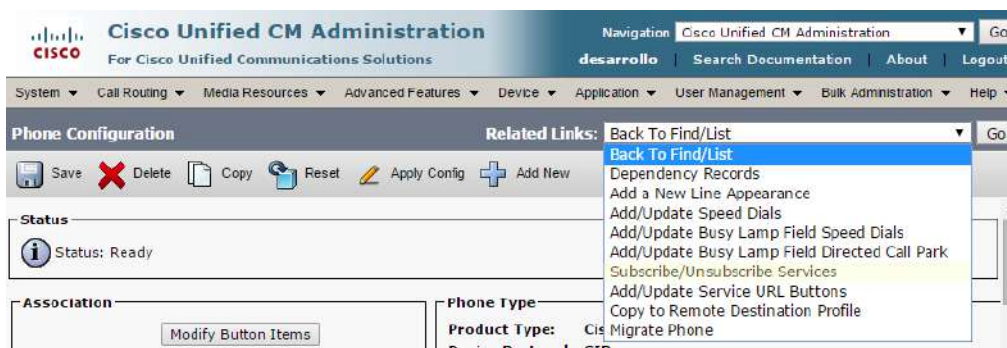 Cisco Unified CM Administration
For Cisco Unified Communications Solutions
CISCO
Navigation Cisco Unified CM Administration Go
desarrollo Search Documentation About Logout
System Call Routing Media Resources Advanced Features Device Application User Management Bulk Administration Help
Phone Configuration
Related Links: Back To Find/List Go
Save Delete Copy Reset Apply Config Add New
Back To Find/List
Dependency Records
Add a New Line Appearance
Add/Update Speed Dials
Add/Update Busy Lamp Field Speed Dials
Add/Update Busy Lamp Field Directed Call Park
Subscribe/Unsubscribe Services
Add/Update Service URL Buttons
Copy to Remote Destination Profile
Migrate Phone
Status
Status: Ready
Association
Modify Button Items
Phone Type
Product Type: Cis